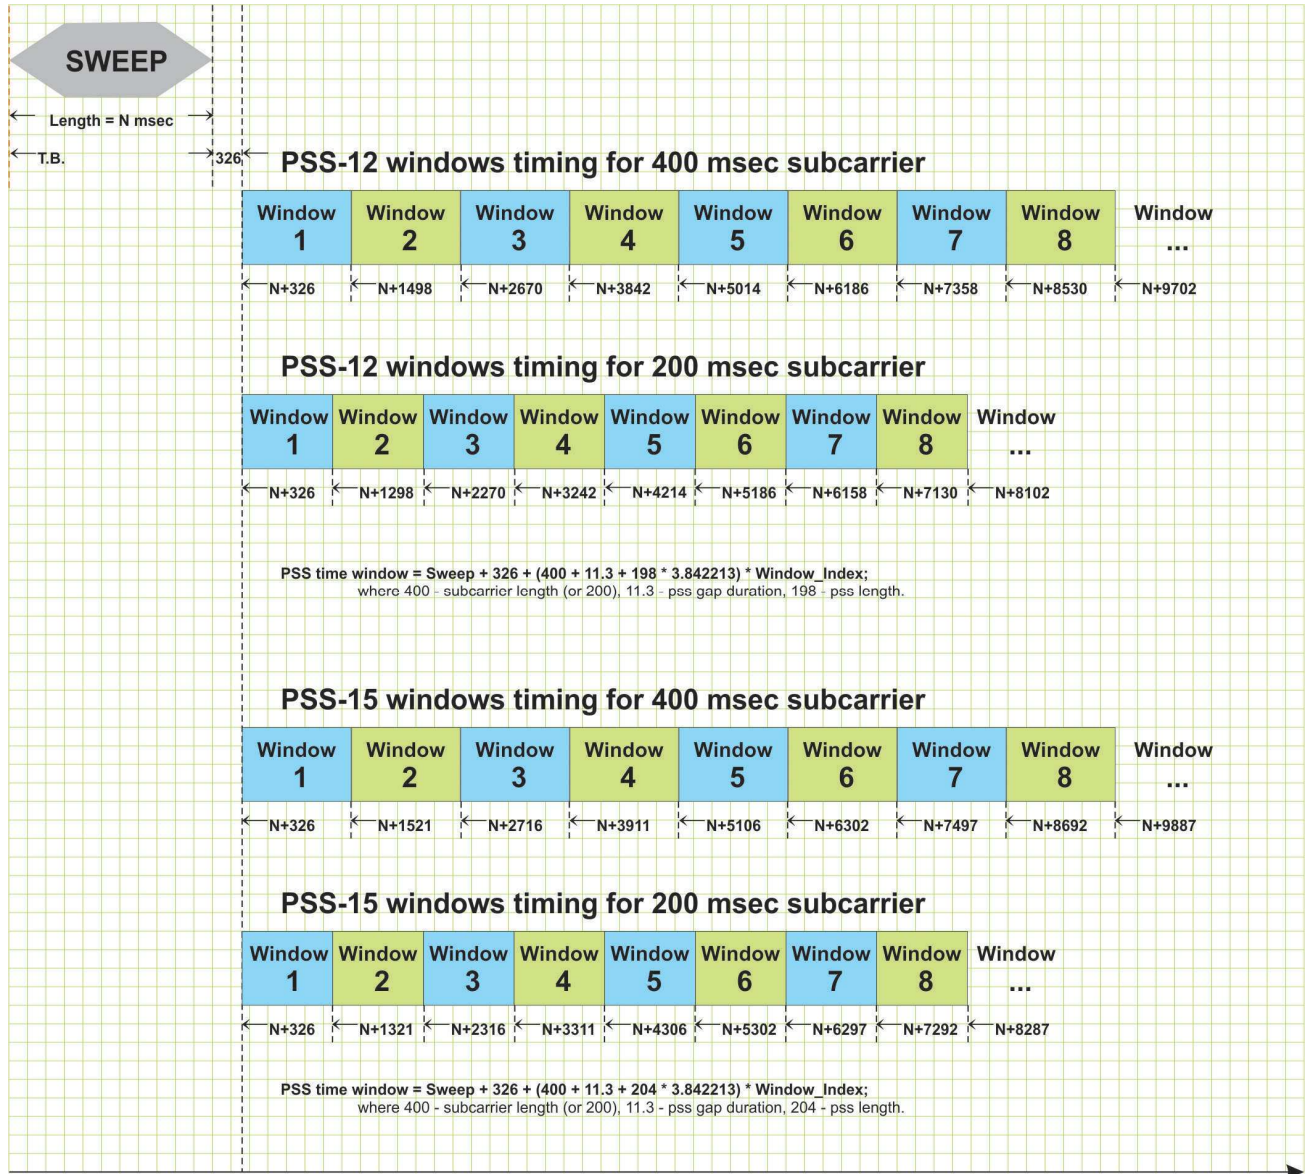 SWEEP
Length = N msec
T.B.
326
PSS-12 windows timing for 400 msec subcarrier
Window Window Window Window Window Window Window Window Window
1 2 3 4 5 6 7 8 ...
N+326 N+1498 N+2670 N+3842 N+5014 N+6186 N+7358 N+8530 N+9702
PSS-12 windows timing for 200 msec subcarrier
Window Window Window Window Window Window Window Window Window
1 2 3 4 5 6 7 8 ...
N+326 N+1298 N+2270 N+3242 N+4214 N+5186 N+6158 N+7130 N+8102
PSS time window = Sweep + 326 + (400 + 11.3 + 198 * 3.842213) * Window_Index;
where 400 - subcarrier length (or 200), 11.3 - pss gap duration, 198 - pss length.
PSS-15 windows timing for 400 msec subcarrier
Window Window Window Window Window Window Window Window Window
1 2 3 4 5 6 7 8 ...
N+326 N+1521 N+2716 N+3911 N+5106 N+6302 N+7497 N+8692 N+9887
PSS-15 windows timing for 200 msec subcarrier
Window Window Window Window Window Window Window Window Window
1 2 3 4 5 6 7 8 ...
N+326 N+1321 N+2316 N+3311 N+4306 N+5302 N+6297 N+7292 N+8287
PSS time window = Sweep + 326 + (400 + 11.3 + 204 * 3.842213) * Window_Index;
where 400 - subcarrier length (or 200), 11.3 - pss gap duration, 204 - pss length.